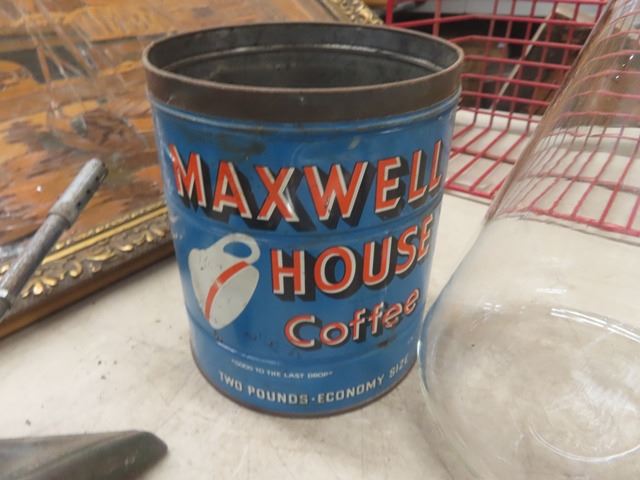 MAXWELL
HOUSE
Coffee
"GOOD TO THE LAST DROP"
TWO POUNDS-ECONOMY SIZE